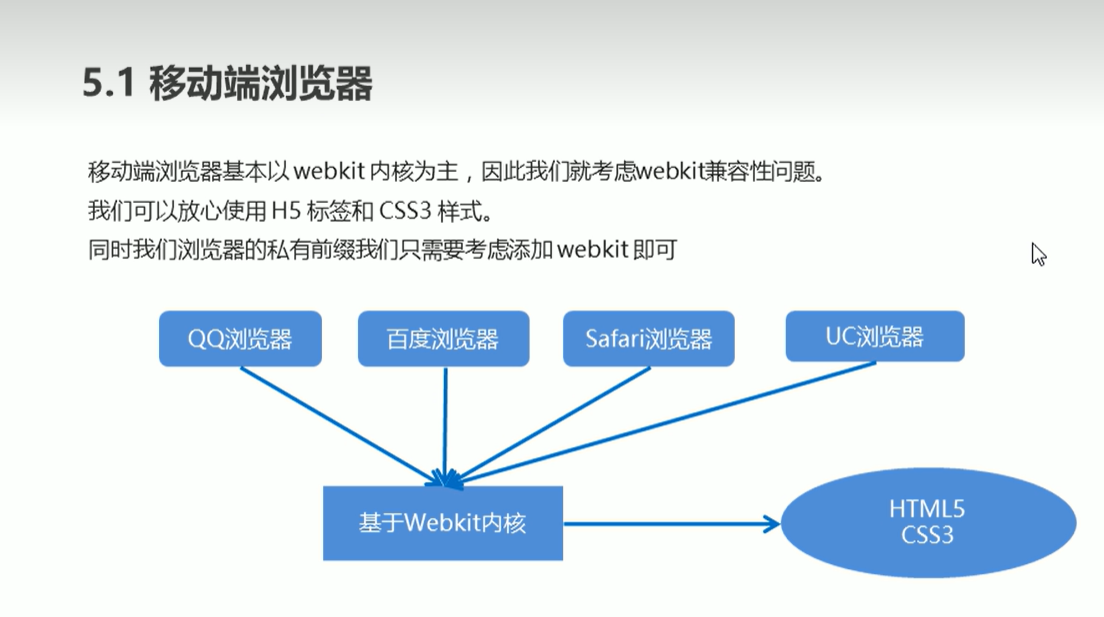 5.1 移动端浏览器
移动端浏览器基本以 webkit 内核为主，因此我们就考虑webkit兼容性问题。
我们可以放心使用 H5 标签和 CSS3 样式。
同时我们浏览器的私有前缀我们只需要考虑添加 webkit 即可
QQ浏览器
百度浏览器
Safari浏览器
UC浏览器
基于Webkit内核
HTML5
CSS3